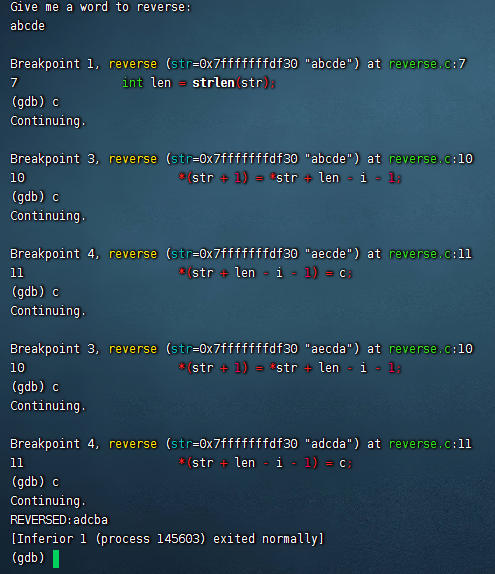 Give me a word to reverse:
abcde
Breakpoint 1, reverse (str=0x7fffffffdf30 "abcde") at reverse.c:7
7 int len = strlen(str);
(gdb) c
Continuing.
Breakpoint 3, reverse (str=0x7fffffffdf30 "abcde") at reverse.c:10
10 *(str + 1) = *str + len - i - 1;
(gdb) c
Continuing.
Breakpoint 4, reverse (str=0x7fffffffdf30 "aecde") at reverse.c:11
11 *(str + len - i - 1) = c;
(gdb) c
Continuing.
Breakpoint 3, reverse (str=0x7fffffffdf30 "aecda") at reverse.c:10
10 *(str + 1) = *str + len - i - 1;
(gdb) c
Continuing.
Breakpoint 4, reverse (str=0x7fffffffdf30 "adcda") at reverse.c:11
11 *(str + len - i - 1) = c;
(gdb) c
Continuing.
REVERSED:adcba
[Inferior 1 (process 145603) exited normally]
(gdb)